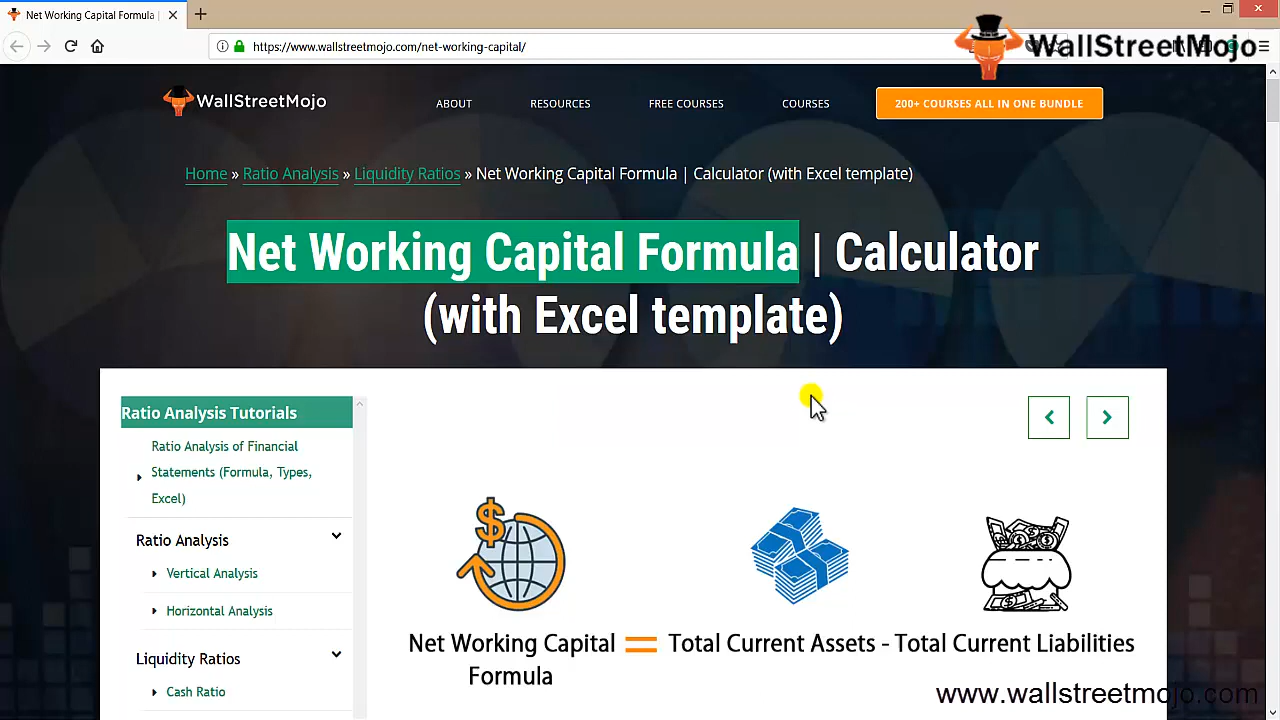 Net Working Capital Formula |
https://www.wallstreetmojo.com/net-working-capital/
WallStreetMojo
WallStreetMojo
ABOUT
RESOURCES
FREE COURSES
COURSES
200+ COURSES ALL IN ONE BUNDLE
Home » Ratio Analysis » Liquidity Ratios » Net Working Capital Formula | Calculator (with Excel template)
Net Working Capital Formula | Calculator
(with Excel template)
Ratio Analysis Tutorials
Ratio Analysis of Financial
Statements (Formula, Types,
Excel)
Ratio Analysis
Vertical Analysis
Horizontal Analysis
Liquidity Ratios
Cash Ratio
Net Working Capital = Total Current Assets - Total Current Liabilities
Formula
www.wallstreetmojo.com